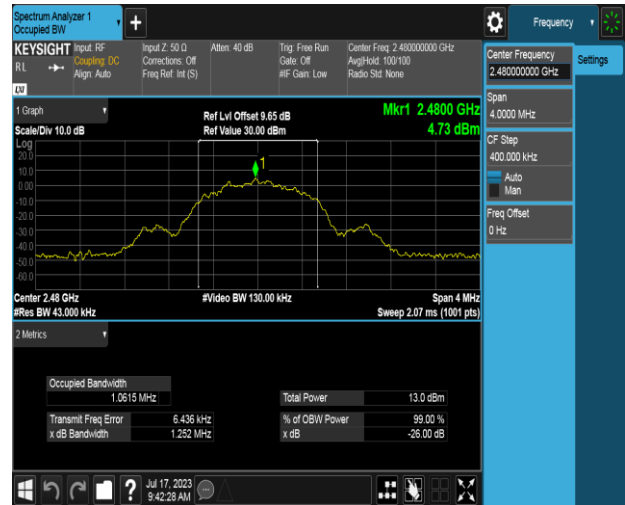 Spectrum Analyzer 1
Occupied BW
Frequency
KEYSIGHT
RL
LXI
Input: RF
Coupling: DC
Align: Auto
Input Z: 50 Ω
Corrections: Off
Freq Ref: Int (S)
Atten: 40 dB
Trig: Free Run
Gate: Off
#IF Gain: Low
Center Freq: 2.480000000 GHz
Avg|Hold: 100/100
Radio Std: None
Center Frequency
2.480000000 GHz
Settings
Span
4.0000 MHz
CF Step
400.000 kHz
Auto
Man
Freq Offset
0 Hz
1 Graph
Scale/Div 10.0 dB
Ref Lvl Offset 9.65 dB
Ref Value 30.00 dBm
Mkr1 2.4800 GHz
4.73 dBm
Log
20.0
10.0
0.00
-10.0
-20.0
-30.0
-40.0
-50.0
-60.0
1
Center 2.48 GHz
#Res BW 43.000 kHz
#Video BW 130.00 kHz
Span 4 MHz
Sweep 2.07 ms (1001 pts)
2 Metrics
Occupied Bandwidth
1.0615 MHz
Total Power 13.0 dBm
Transmit Freq Error 6.436 kHz
% of OBW Power 99.00 %
x dB Bandwidth 1.252 MHz
x dB -26.00 dB
Jul 17, 2023
9:42:28 AM